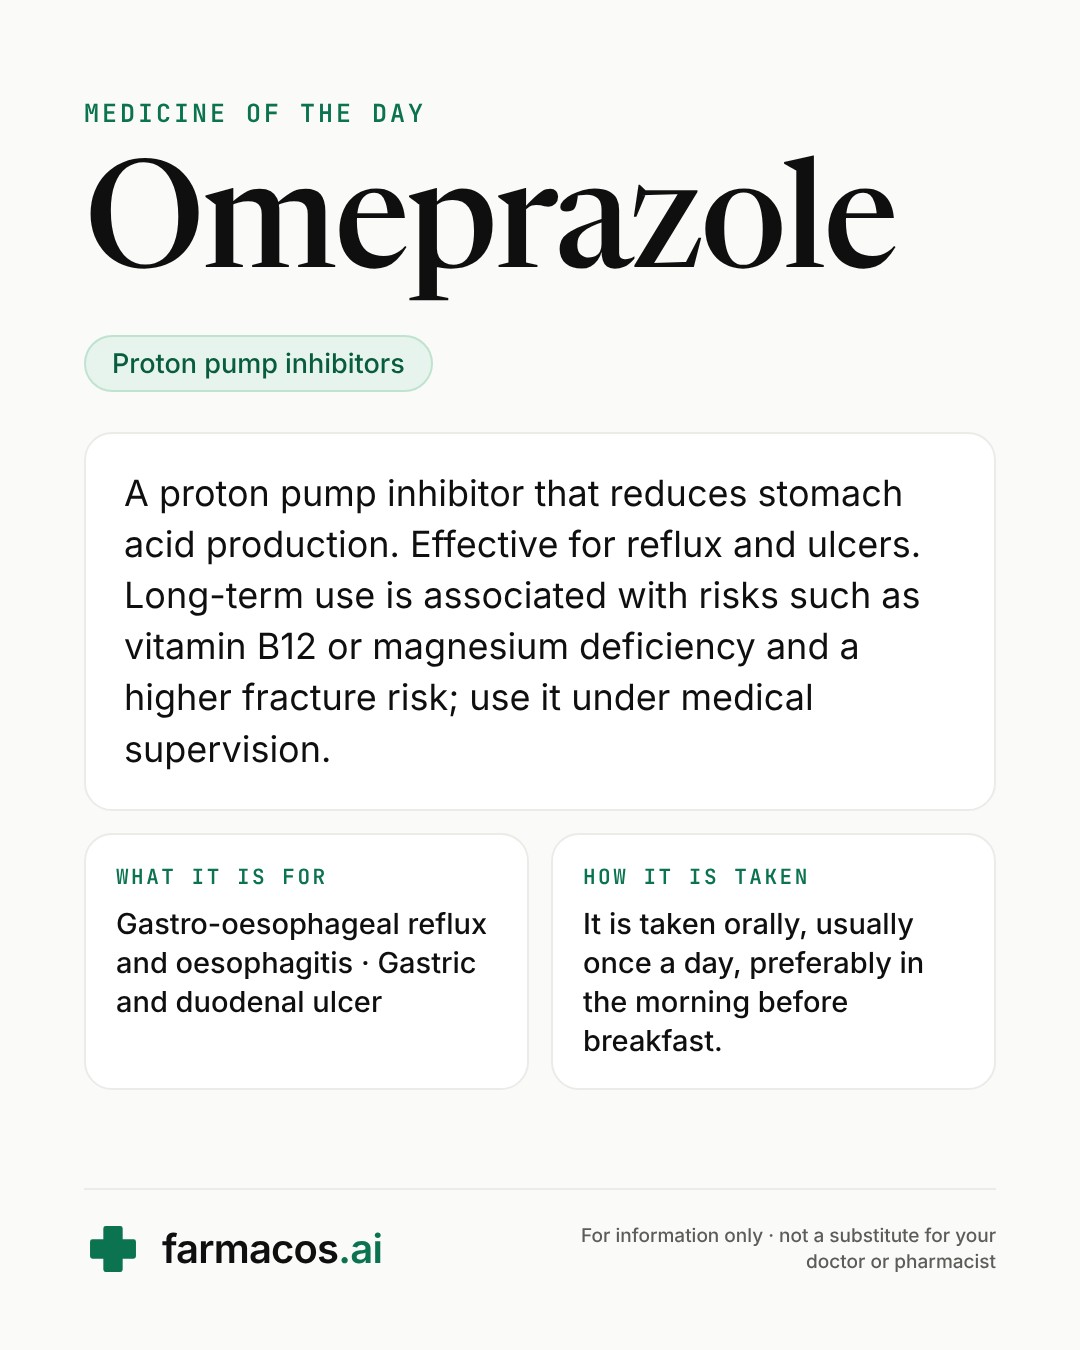 MEDICINE OF THE DAY
Omeprazole
Proton pump inhibitors
A proton pump inhibitor that reduces stomach
acid production. Effective for reflux and ulcers.
Long-term use is associated with risks such as
vitamin B12 or magnesium deficiency and a
higher fracture risk; use it under medical
supervision.
WHAT IT IS FOR
Gastro-oesophageal reflux
and oesophagitis · Gastric
and duodenal ulcer
HOW IT IS TAKEN
It is taken orally, usually
once a day, preferably in
the morning before
breakfast.
farmacos.ai
For information only · not a substitute for your
doctor or pharmacist